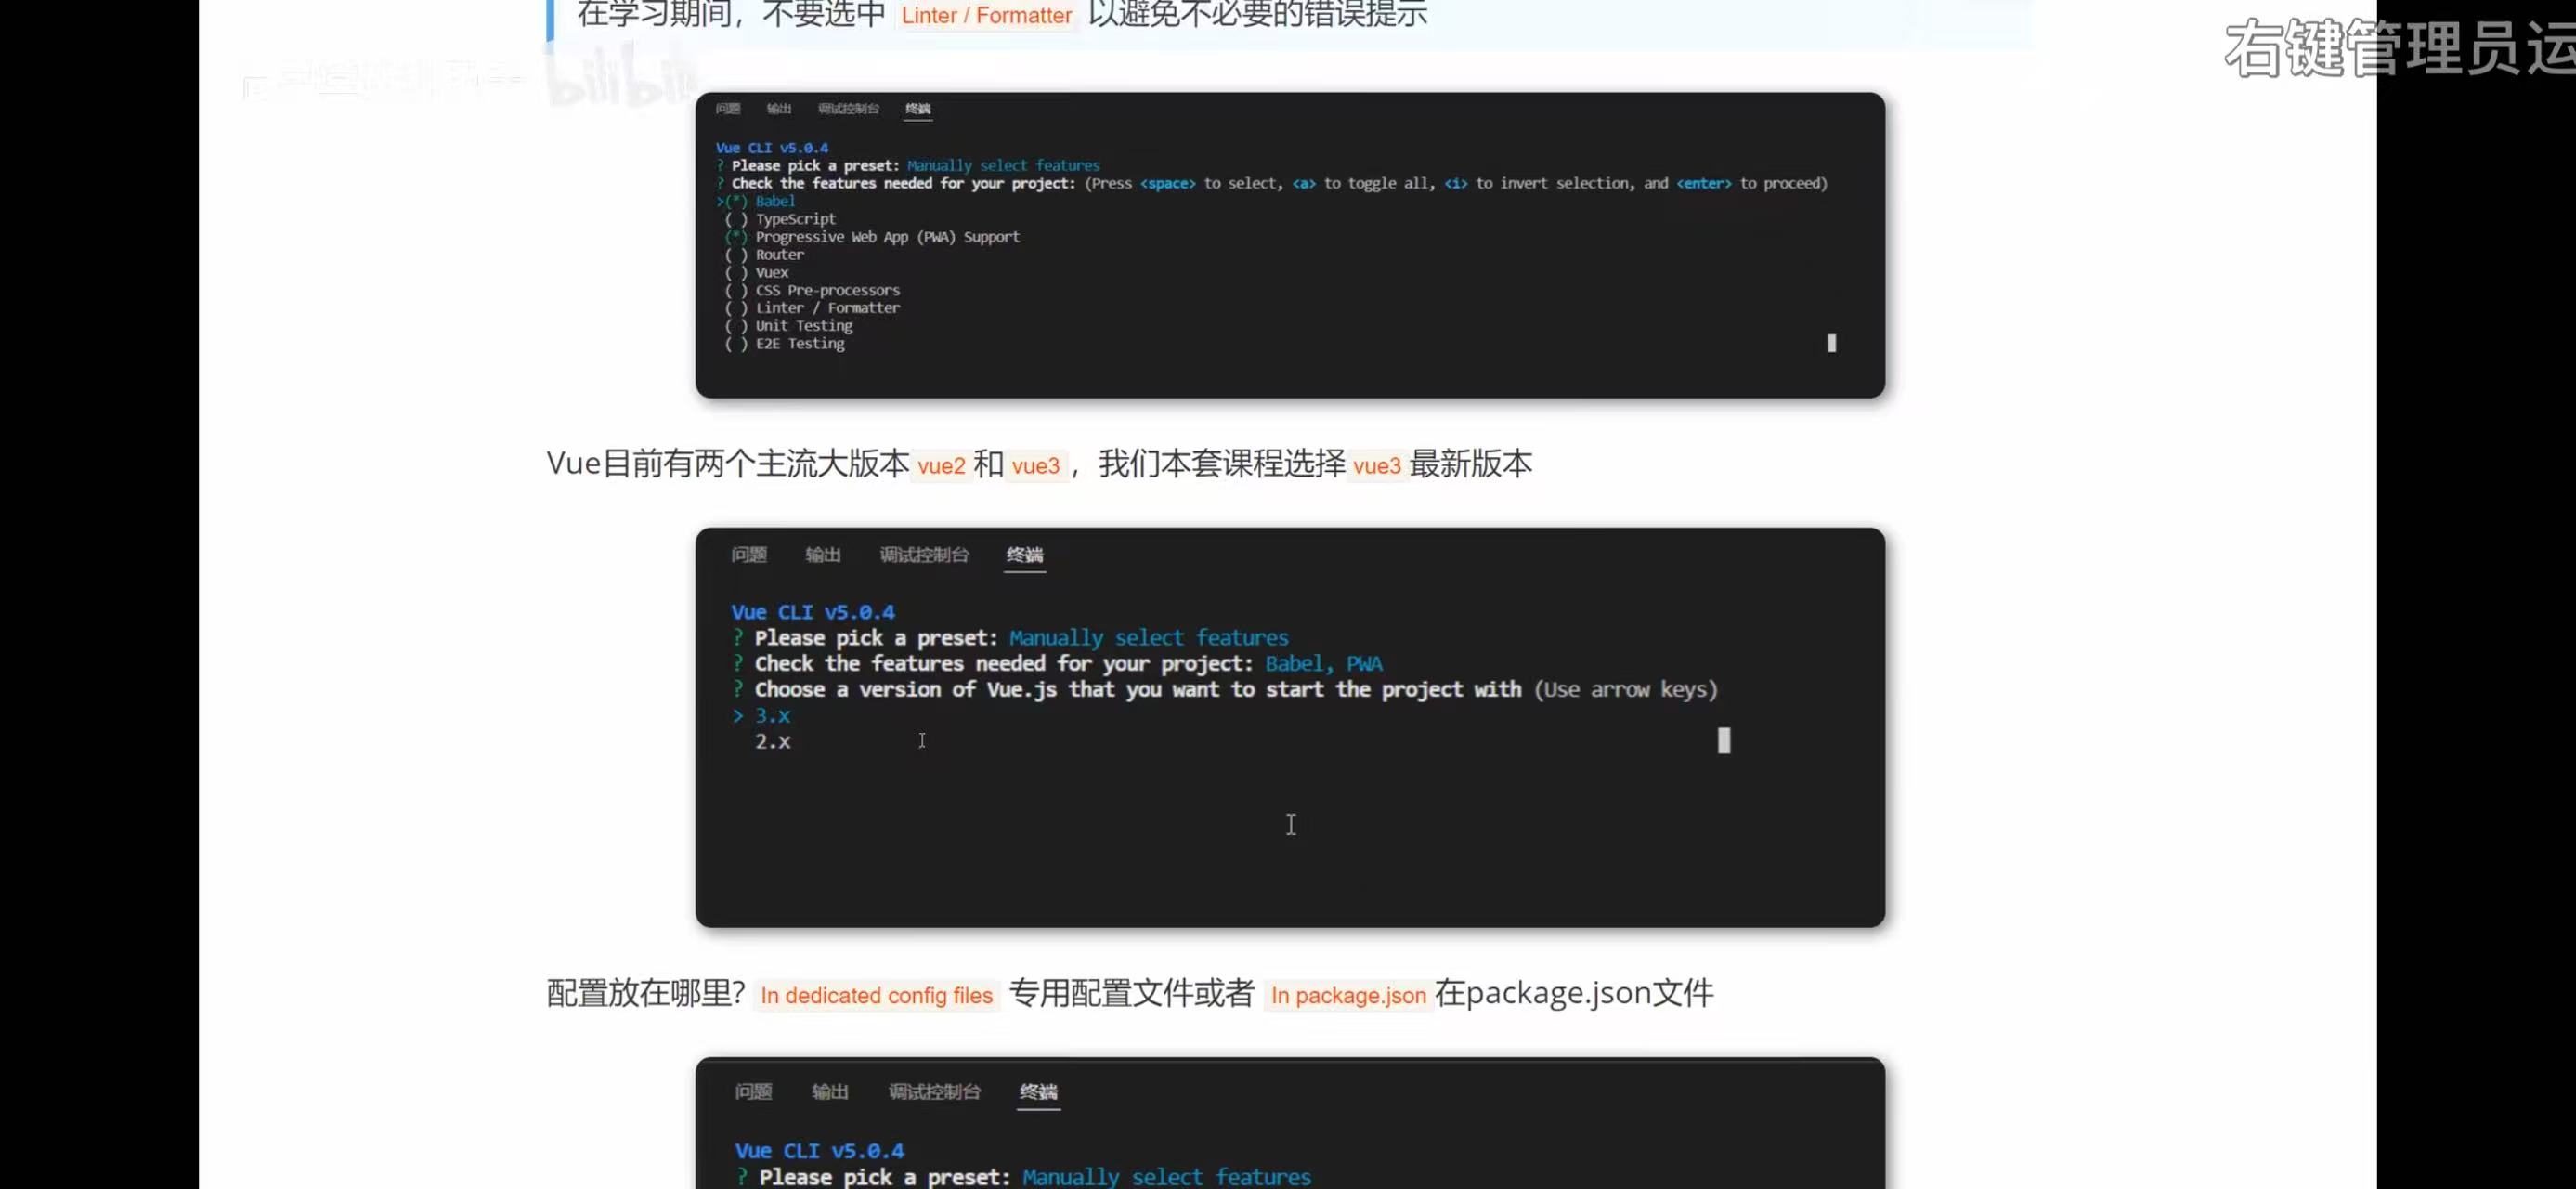 在学习期间，不要选中 Linter / Formatter 以避免不必要的错误提示
右键管理员运
bilibili
问题 输出 调试控制台 终端
Vue CLI v5.0.4
? Please pick a preset: Manually select features
? Check the features needed for your project: (Press <space> to select, <a> to toggle all, <i> to invert selection, and <enter> to proceed)
>(*) Babel
( ) TypeScript
(*) Progressive Web App (PWA) Support
( ) Router
( ) Vuex
( ) CSS Pre-processors
( ) Linter / Formatter
( ) Unit Testing
( ) E2E Testing
Vue目前有两个主流大版本 vue2 和 vue3 ，我们本套课程选择 vue3 最新版本
问题 输出 调试控制台 终端
Vue CLI v5.0.4
? Please pick a preset: Manually select features
? Check the features needed for your project: Babel, PWA
? Choose a version of Vue.js that you want to start the project with (Use arrow keys)
> 3.x
2.x
配置放在哪里? In dedicated config files 专用配置文件或者 In package.json 在package.json文件
问题 输出 调试控制台 终端
Vue CLI v5.0.4
? Please pick a preset: Manually select features